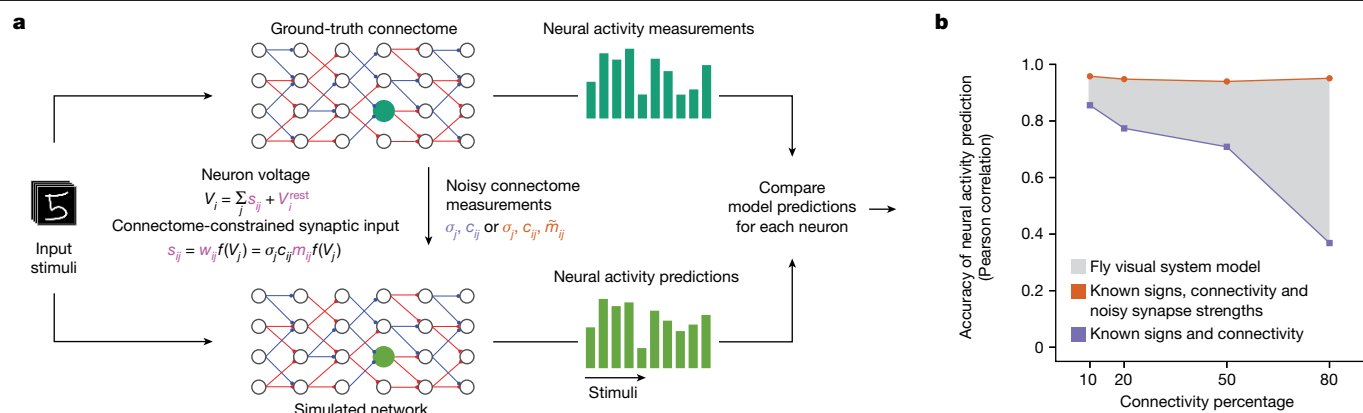 a
Ground-truth connectome
Neural activity measurements
Input
stimuli
5
Neuron voltage
V_i = Σ_j s_ij + V_i^rest
Connectome-constrained synaptic input
s_ij = w_ij f(V_j) = σ_j c_ij m_ij f(V_j)
Noisy connectome
measurements
σ_j, c_ij or σ_j, c_ij, m̃_ij
Compare
model predictions
for each neuron
Neural activity predictions
Stimuli
Simulated network
b
Accuracy of neural activity prediction
(Pearson correlation)
1.0
0.8
0.6
0.4
0.2
0
Fly visual system model
Known signs, connectivity and
noisy synapse strengths
Known signs and connectivity
10 20 50 80
Connectivity percentage